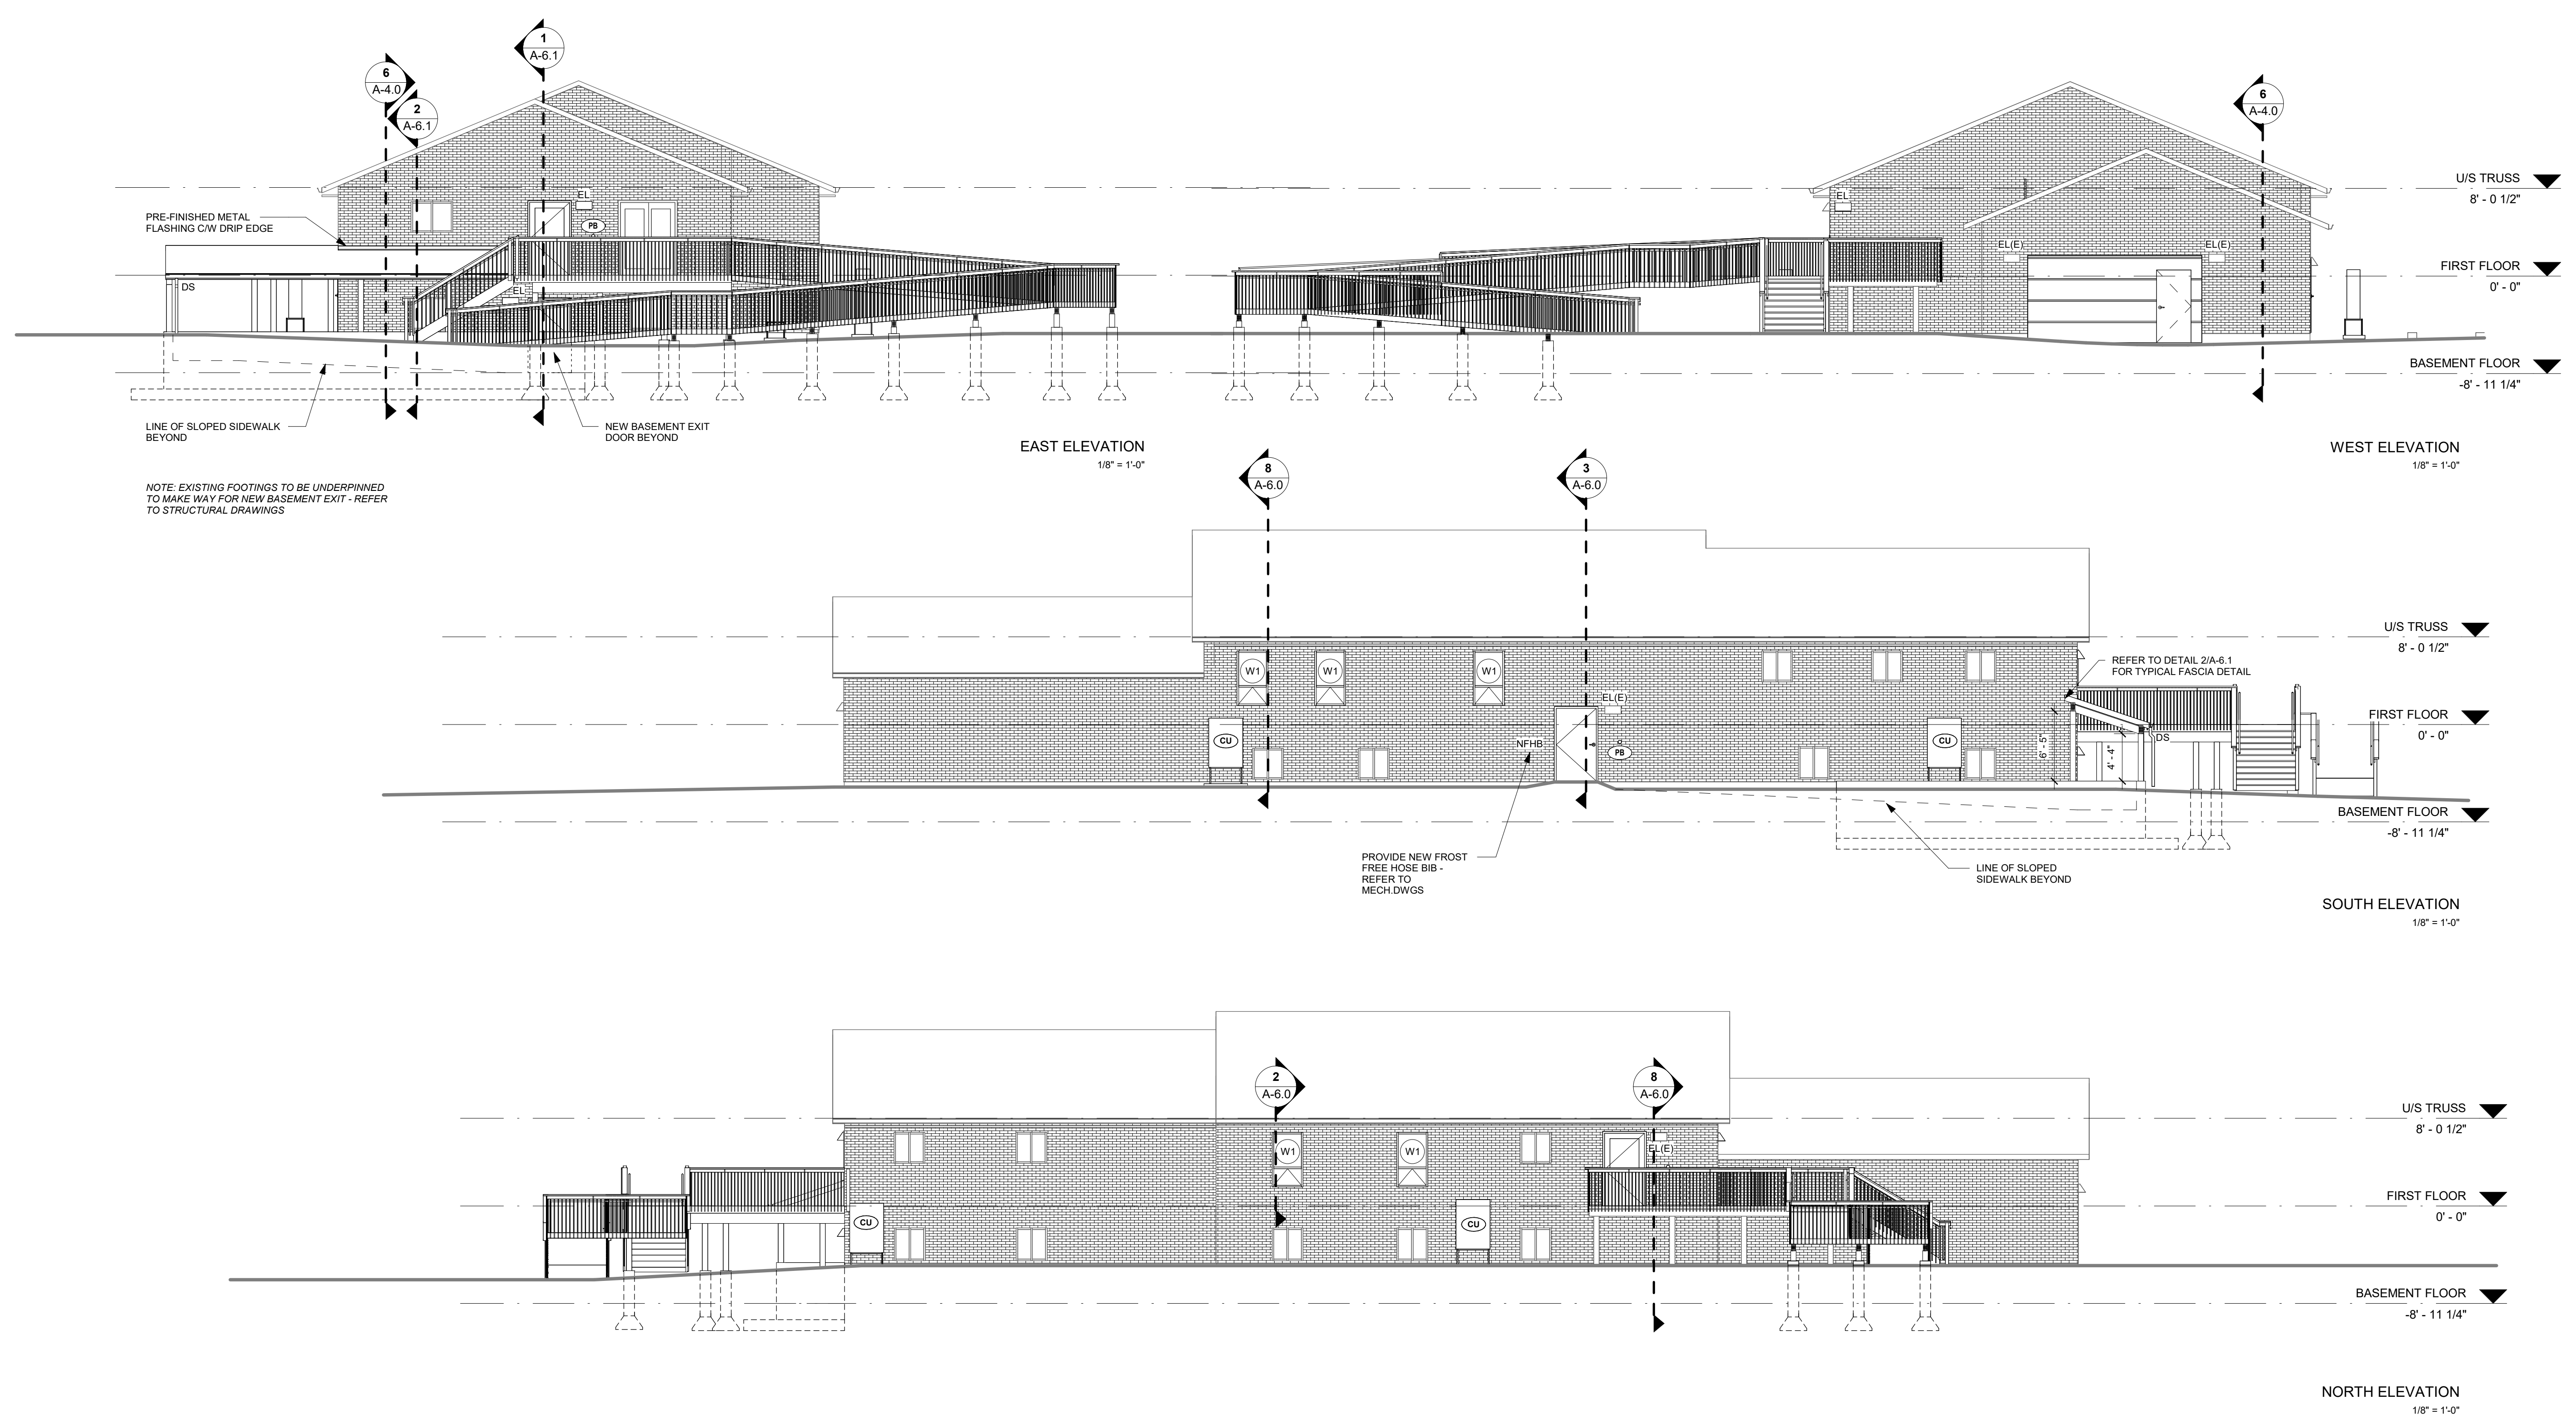 1
A-6.1
6
A-4.0
2
A-6.1
EL
PB
PRE-FINISHED METAL
FLASHING C/W DRIP EDGE
DS
EL
LINE OF SLOPED SIDEWALK
BEYOND
NEW BASEMENT EXIT
DOOR BEYOND
EAST ELEVATION
1/8" = 1'-0"
NOTE: EXISTING FOOTINGS TO BE UNDERPINNED
TO MAKE WAY FOR NEW BASEMENT EXIT - REFER
TO STRUCTURAL DRAWINGS
6
A-4.0
EL
EL(E)
EL(E)
U/S TRUSS
8' - 0 1/2"
FIRST FLOOR
0' - 0"
BASEMENT FLOOR
-8' - 11 1/4"
WEST ELEVATION
1/8" = 1'-0"
8
A-6.0
3
A-6.0
W1
W1
W1
EL(E)
CU
NFHB
PB
CU
6' - 5"
4' - 4"
DS
REFER TO DETAIL 2/A-6.1
FOR TYPICAL FASCIA DETAIL
U/S TRUSS
8' - 0 1/2"
FIRST FLOOR
0' - 0"
BASEMENT FLOOR
-8' - 11 1/4"
PROVIDE NEW FROST
FREE HOSE BIB -
REFER TO
MECH.DWGS
LINE OF SLOPED
SIDEWALK BEYOND
SOUTH ELEVATION
1/8" = 1'-0"
2
A-6.0
8
A-6.0
W1
W1
EL(E)
CU
CU
U/S TRUSS
8' - 0 1/2"
FIRST FLOOR
0' - 0"
BASEMENT FLOOR
-8' - 11 1/4"
NORTH ELEVATION
1/8" = 1'-0"